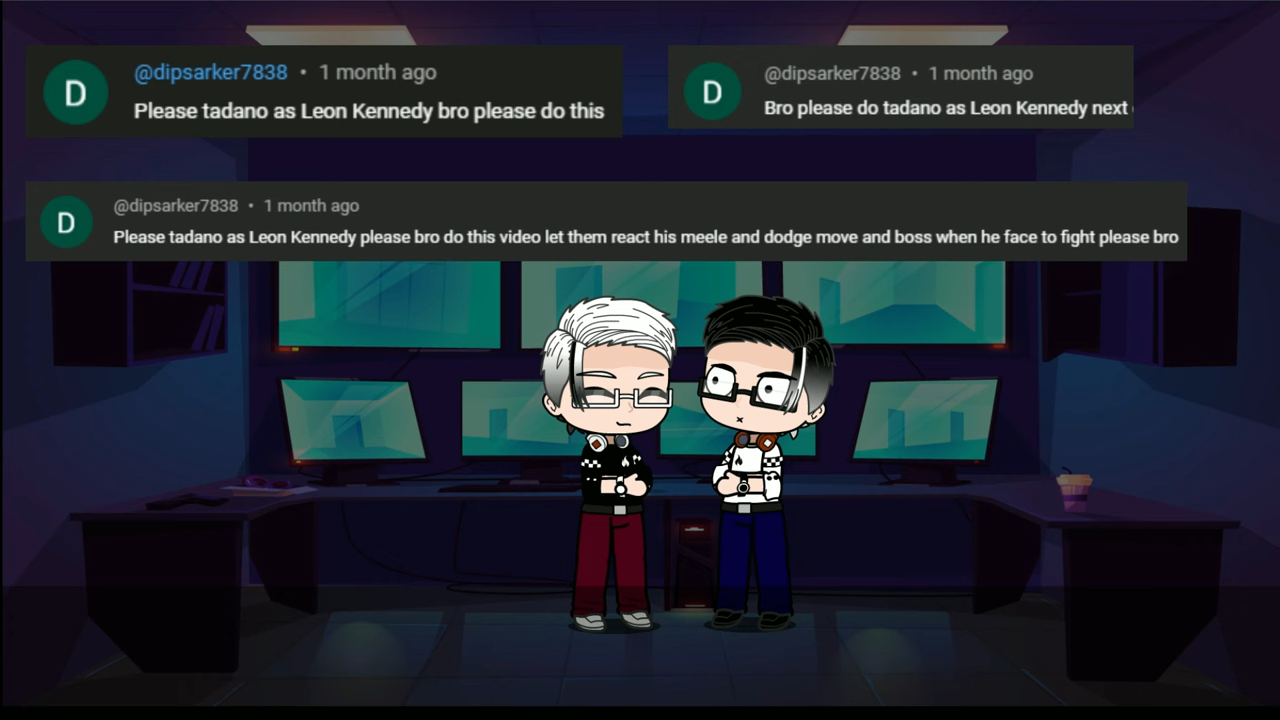 D
@dipsarker7838 • 1 month ago
Please tadano as Leon Kennedy bro please do this
D
@dipsarker7838 • 1 month ago
Bro please do tadano as Leon Kennedy next
D
@dipsarker7838 • 1 month ago
Please tadano as Leon Kennedy please bro do this video let them react his meele and dodge move and boss when he face to fight please bro